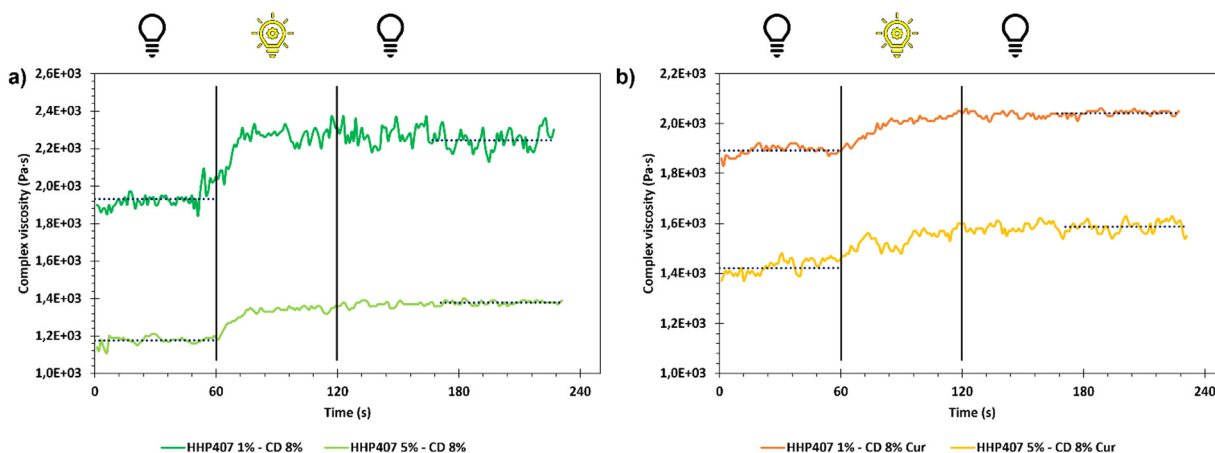 a)
Complex viscosity (Pa·s)
2,6E+03
2,4E+03
2,2E+03
2,0E+03
1,8E+03
1,6E+03
1,4E+03
1,2E+03
1,0E+03
0 60 120 180 240
Time (s)
HHP407 1% - CD 8% HHP407 5% - CD 8%
b)
Complex viscosity (Pa·s)
2,2E+03
2,0E+03
1,8E+03
1,6E+03
1,4E+03
1,2E+03
1,0E+03
0 60 120 180 240
Time (s)
HHP407 1% - CD 8% Cur HHP407 5% - CD 8% Cur